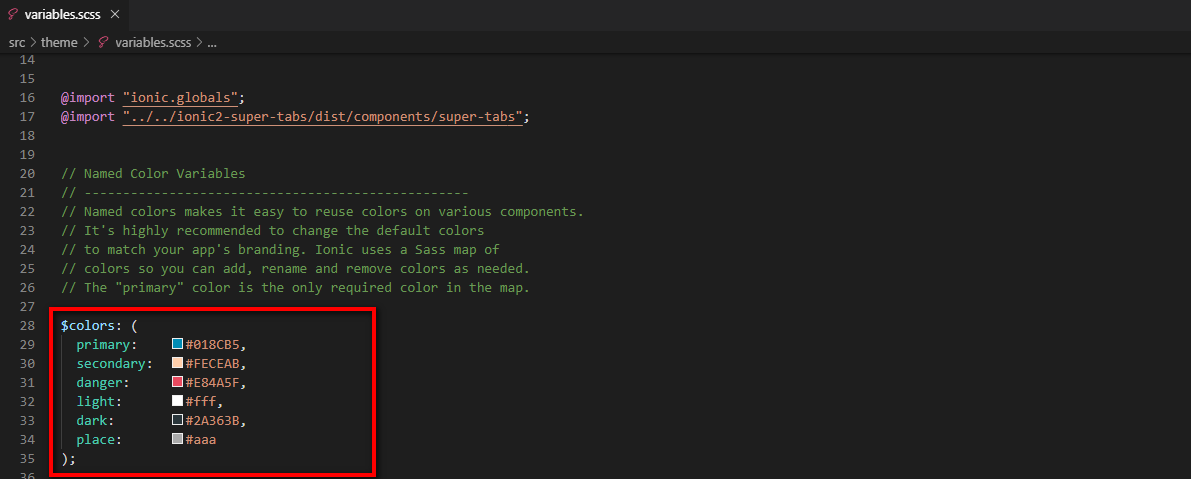 variables.scss ×
src > theme > variables.scss > ...
14
15
16 @import "ionic.globals";
17 @import "../../ionic2-super-tabs/dist/components/super-tabs";
18
19
20 // Named Color Variables
21 // --------------------------------------------------
22 // Named colors makes it easy to reuse colors on various components.
23 // It's highly recommended to change the default colors
24 // to match your app's branding. Ionic uses a Sass map of
25 // colors so you can add, rename and remove colors as needed.
26 // The "primary" color is the only required color in the map.
27
28 $colors: (
29 primary: #018CB5,
30 secondary: #FECEAB,
31 danger: #E84A5F,
32 light: #fff,
33 dark: #2A363B,
34 place: #aaa
35 );
36